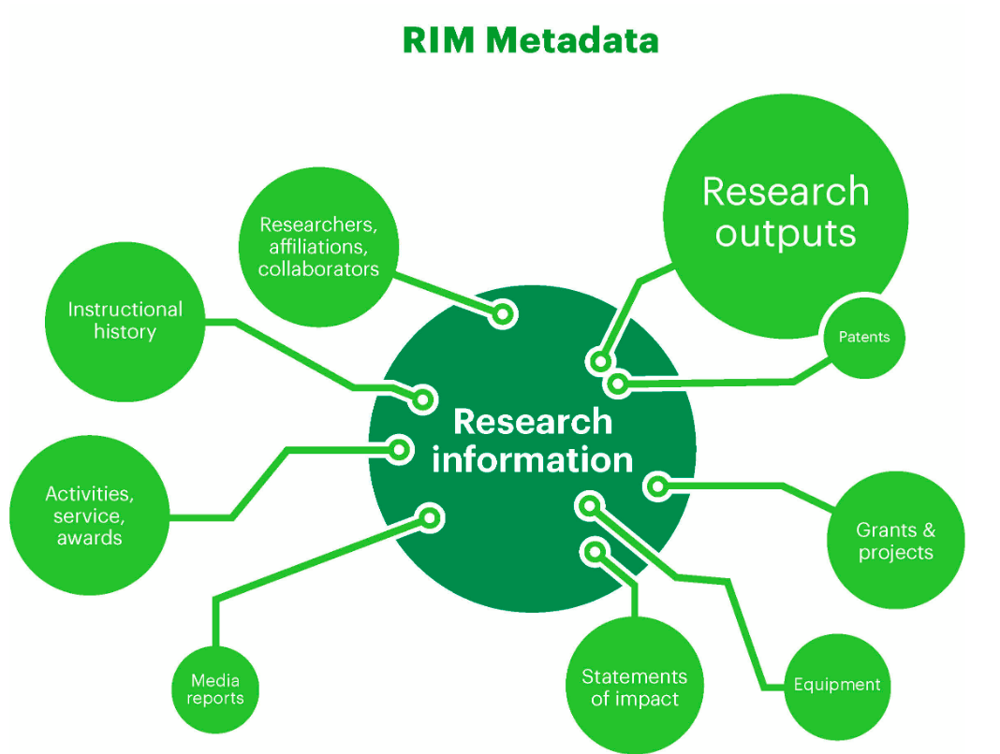 RIM Metadata
Research
outputs
Researchers,
affiliations,
collaborators
Instructional
history
Patents
Research
information
Activities,
service,
awards
Grants &
projects
Media
reports
Statements
of impact
Equipment